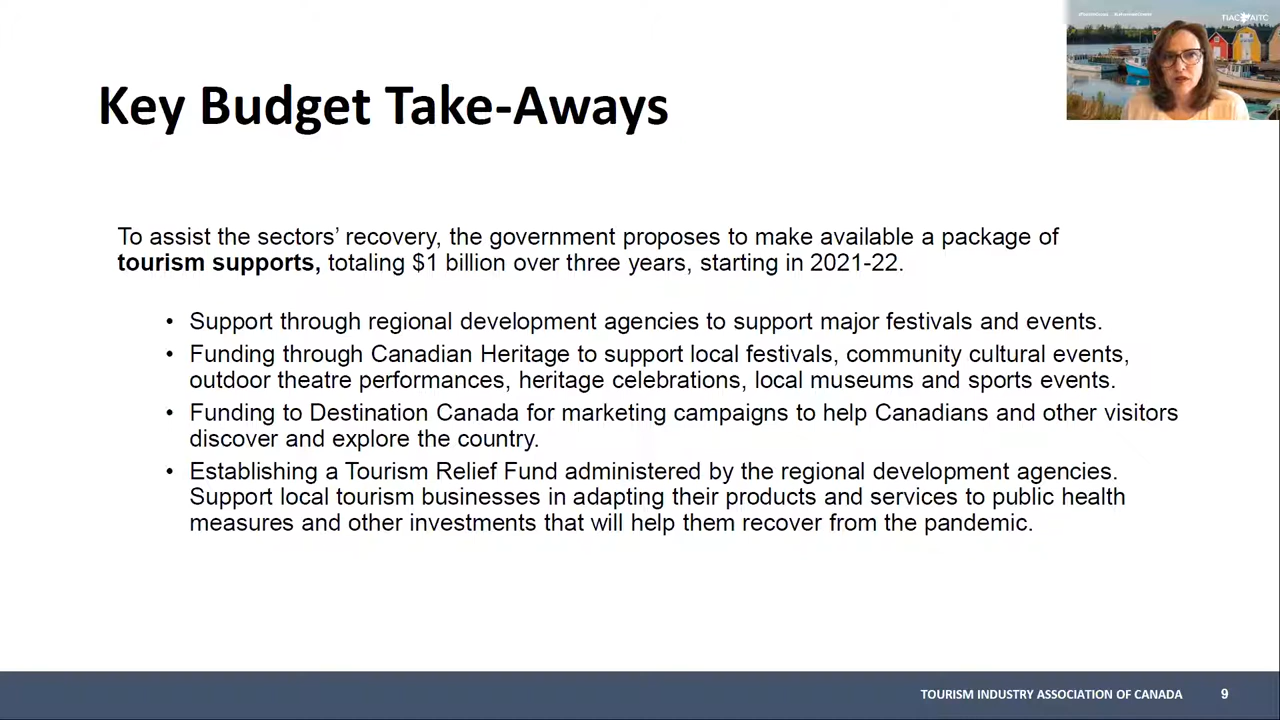 TIAC AITC
Key Budget Take-Aways
To assist the sectors’ recovery, the government proposes to make available a package of
tourism supports, totaling $1 billion over three years, starting in 2021-22.
• Support through regional development agencies to support major festivals and events.
• Funding through Canadian Heritage to support local festivals, community cultural events,
outdoor theatre performances, heritage celebrations, local museums and sports events.
• Funding to Destination Canada for marketing campaigns to help Canadians and other visitors
discover and explore the country.
• Establishing a Tourism Relief Fund administered by the regional development agencies.
Support local tourism businesses in adapting their products and services to public health
measures and other investments that will help them recover from the pandemic.
TOURISM INDUSTRY ASSOCIATION OF CANADA 9